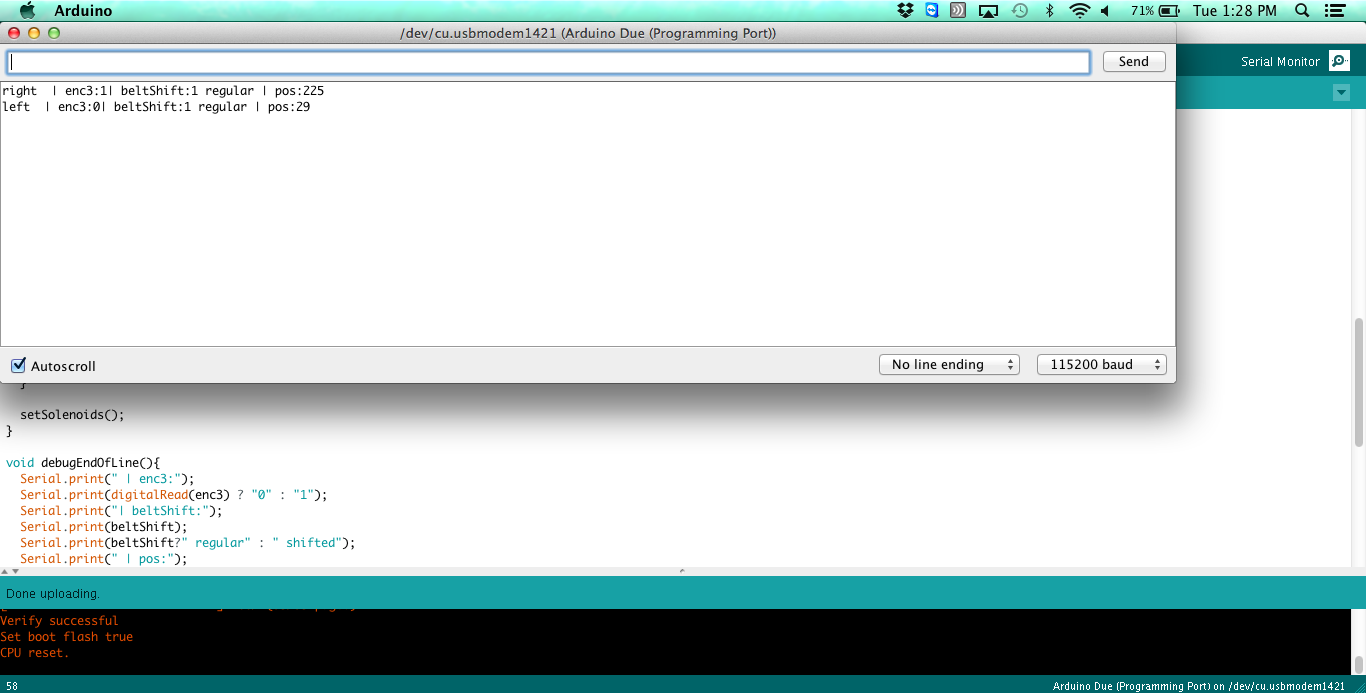 Arduino
71%
Tue 1:28 PM
/dev/cu.usbmodem1421 (Arduino Due (Programming Port))
Send
Serial Monitor
right  | enc3:1| beltShift:1 regular | pos:225
left  | enc3:0| beltShift:1 regular | pos:29
Autoscroll
No line ending
115200 baud
}
setSolenoids();
}
void debugEndOfLine(){
Serial.print(" | enc3:");
Serial.print(digitalRead(enc3) ? "0" : "1");
Serial.print("| beltShift:");
Serial.print(beltShift);
Serial.print(beltShift?" regular" : " shifted");
Serial.print(" | pos:");
Done uploading.
Verify successful
Set boot flash true
CPU reset.
58
Arduino Due (Programming Port) on /dev/cu.usbmodem1421